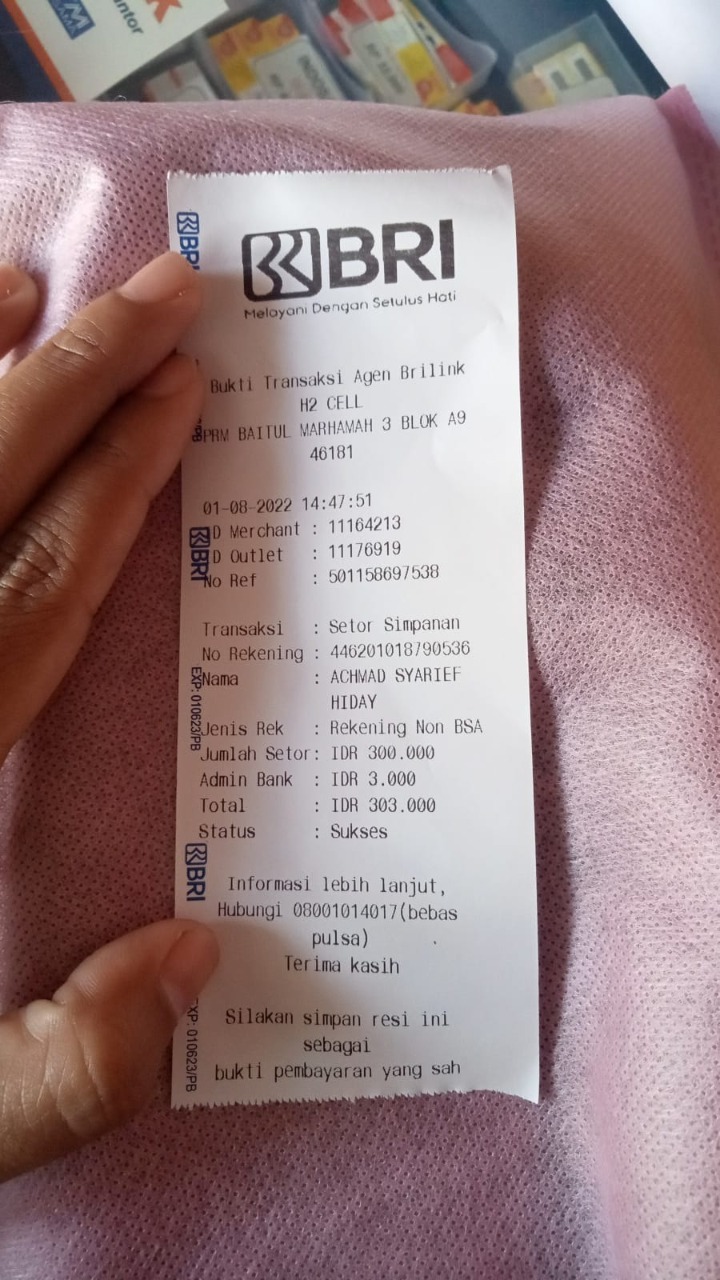 BRI
Melayani Dengan Setulus Hati
Bukti Transaksi Agen Brilink
H2 CELL
PRM BAITUL MARHAMAH 3 BLOK A9
46181
01-08-2022 14:47:51
D Merchant : 11164213
D Outlet : 11176919
No Ref : 501158697538
Transaksi : Setor Simpanan
No Rekening : 446201018790536
Nama : ACHMAD SYARIEF
HIDAY
Jenis Rek : Rekening Non BSA
Jumlah Setor: IDR 300.000
Admin Bank : IDR 3.000
Total : IDR 303.000
Status : Sukses
Informasi lebih lanjut,
Hubungi 08001014017(bebas
pulsa)
Terima kasih
Silakan simpan resi ini
sebagai
bukti pembayaran yang sah
BRI
BRI
EXP: 010623/PB
BRI
EXP: 010623/PB